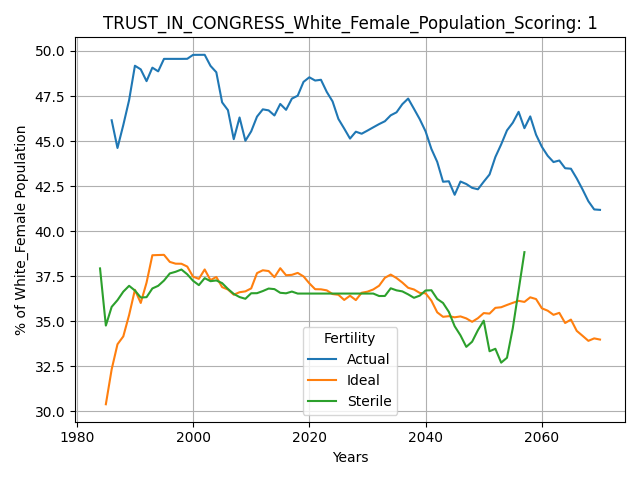 TRUST_IN_CONGRESS_White_Female_Population_Scoring: 1
% of White_Female Population
50.0
47.5
45.0
42.5
40.0
37.5
35.0
32.5
30.0
Fertility
Actual
Ideal
Sterile
1980
2000
2020
2040
2060
Years